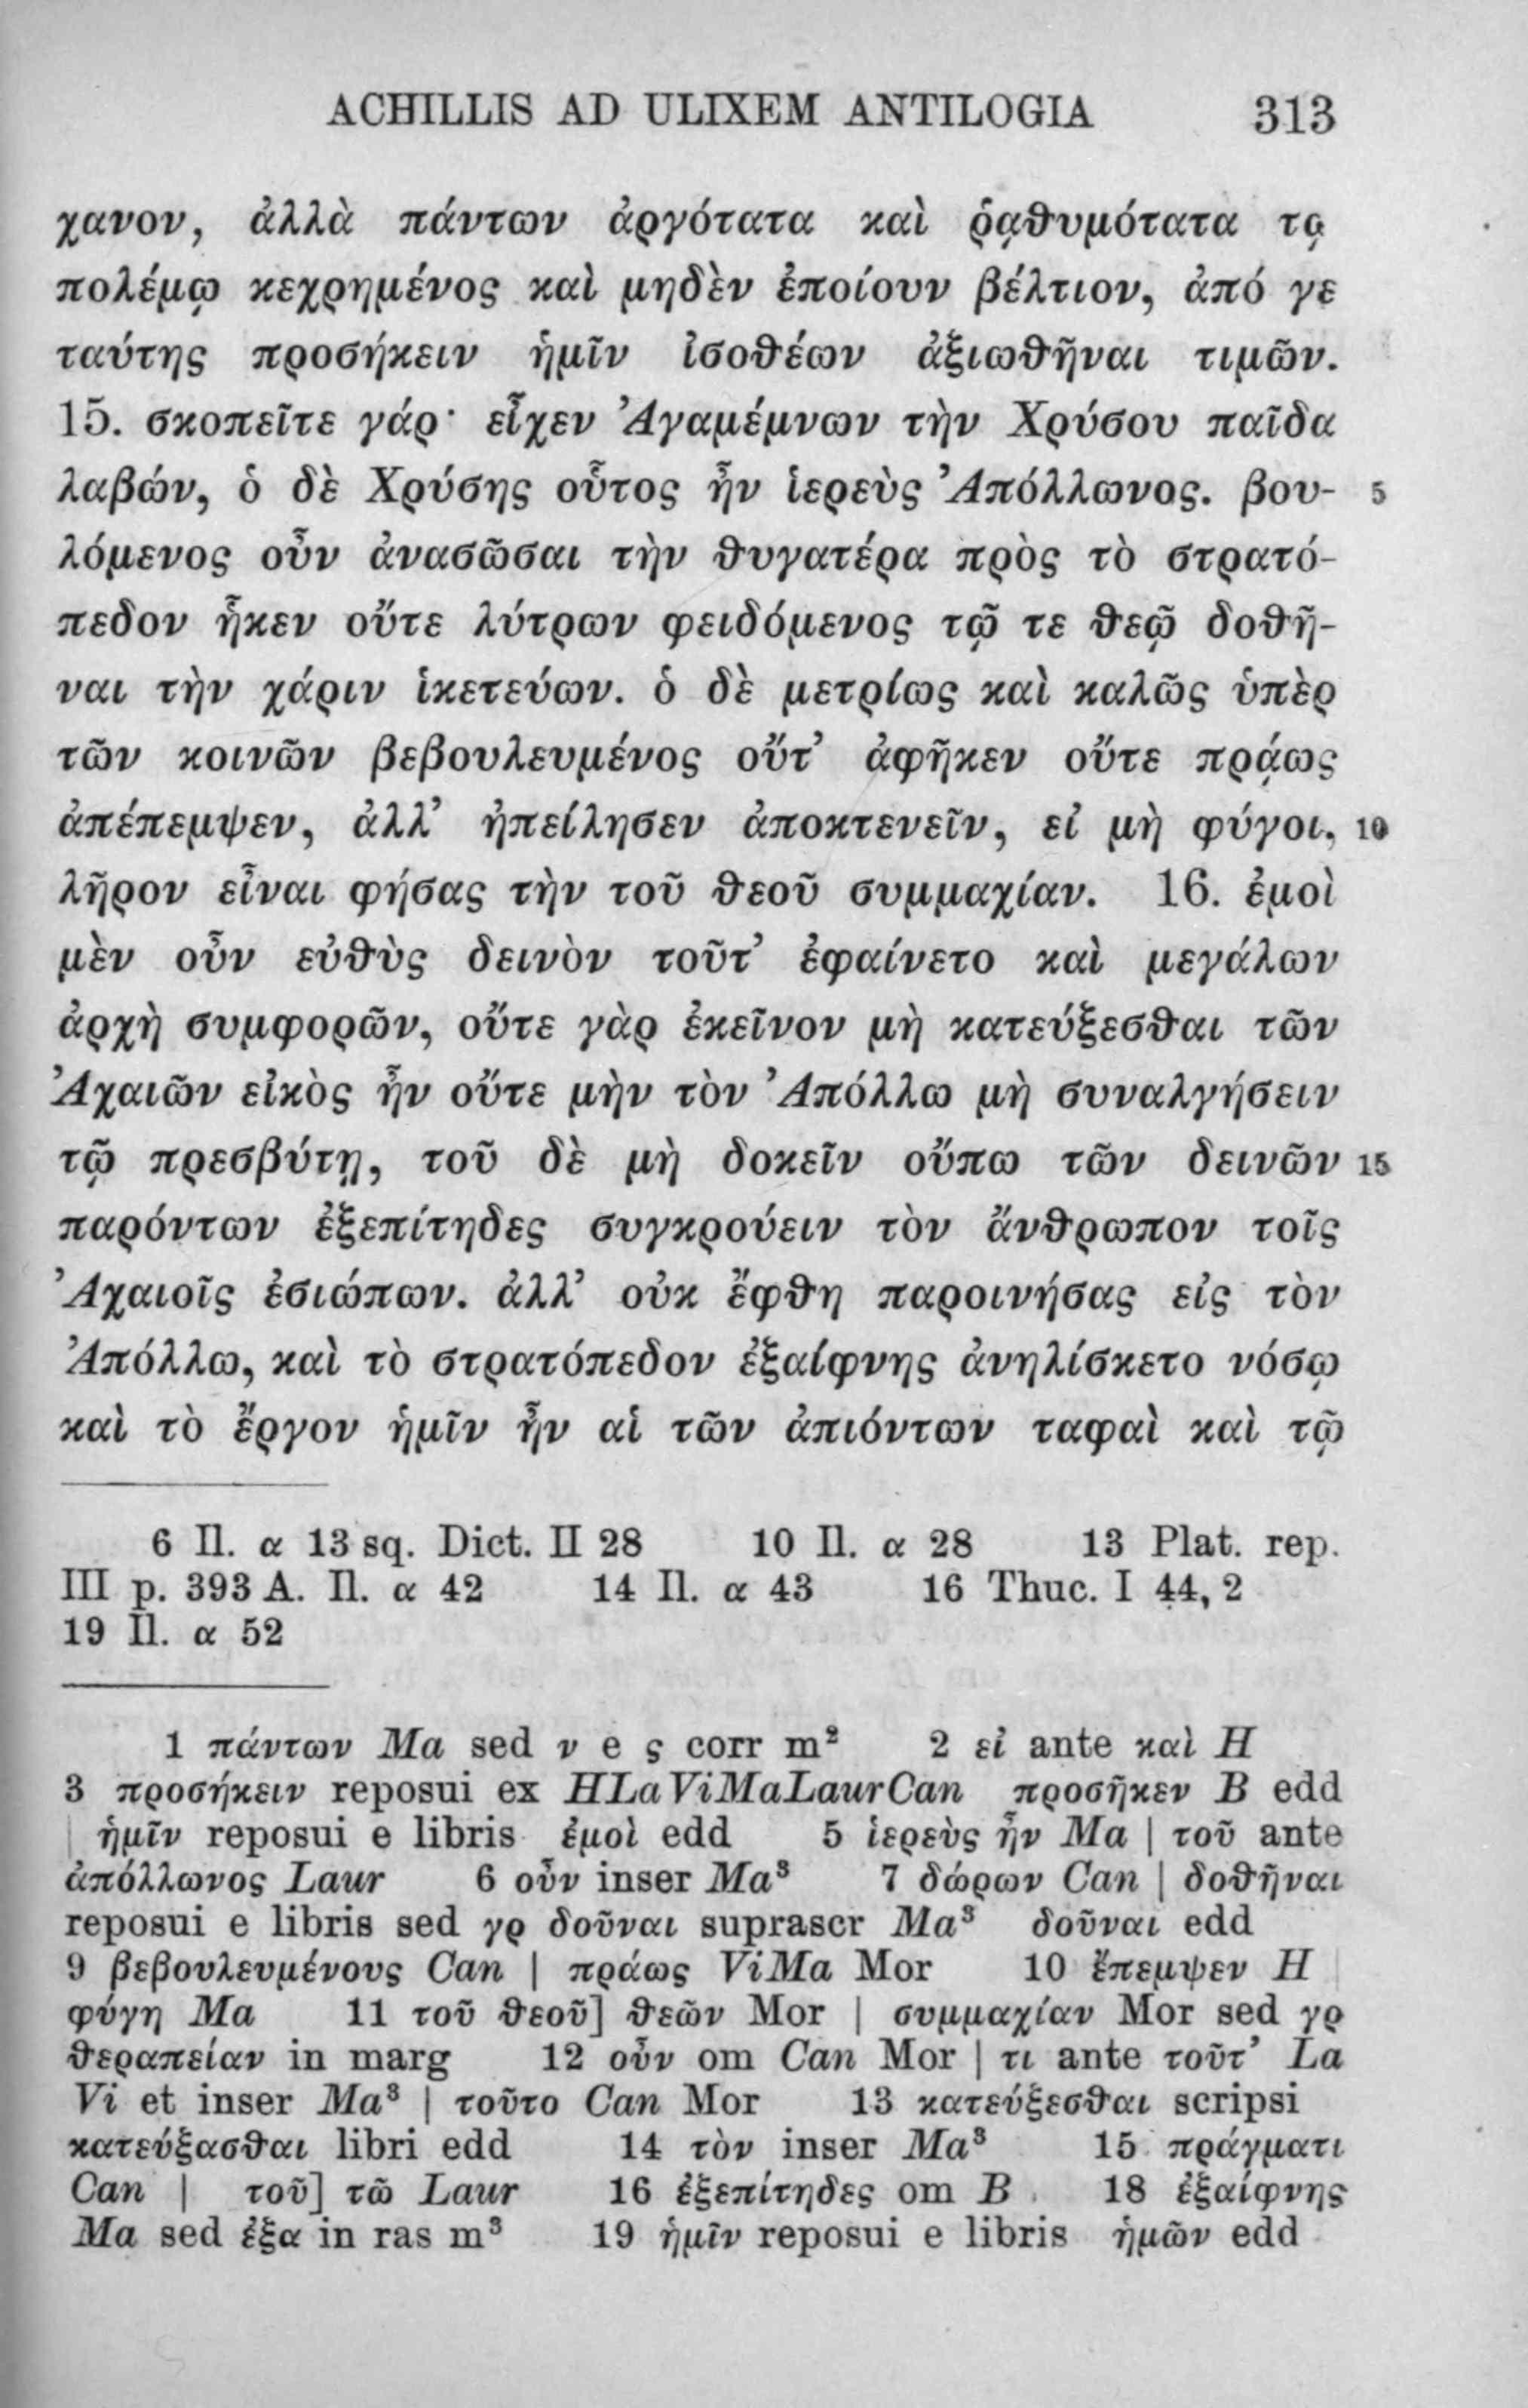 ACHILLIS AD ULIXEM ANTILOGIA 313
χανον, ἀλλὰ πάντων ἀργότατα καὶ ῥᾳθυμότατα τῳ
πολέμῳ κεχρημένος καὶ μηδὲν ἐποίουν βέλτιον, ἀπό γε
ταύτης προσήκειν ἡμῖν ἰσοθέων ἀξιωθῆναι τιμῶν.
15. σκοπεῖτε γάρ· εἶχεν Ἀγαμέμνων τὴν Χρύσου παῖδα
λαβών, ὁ δὲ Χρύσης οὗτος ἦν ἱερεὺς Ἀπόλλωνος. βου- 5
λόμενος οὖν ἀνασῶσαι τὴν θυγατέρα πρὸς τὸ στρατό-
πεδον ἧκεν οὔτε λύτρων φειδόμενος τῷ τε θεῷ δοθῆ-
ναι τὴν χάριν ἱκετεύων. ὁ δὲ μετρίως καὶ καλῶς ὑπὲρ
τῶν κοινῶν βεβουλευμένος οὔτ’ ἀφῆκεν οὔτε πρᾴως
ἀπέπεμψεν, ἀλλ’ ἠπείλησεν ἀποκτενεῖν, εἰ μὴ φύγοι, 10
λῆρον εἶναι φήσας τὴν τοῦ θεοῦ συμμαχίαν. 16. ἐμοὶ
μὲν οὖν εὐθὺς δεινὸν τοῦτ’ ἐφαίνετο καὶ μεγάλων
ἀρχὴ συμφορῶν, οὔτε γὰρ ἐκεῖνον μὴ κατεύξεσθαι τῶν
Ἀχαιῶν εἰκὸς ἦν οὔτε μὴν τὸν Ἀπόλλω μὴ συναλγήσειν
τῷ πρεσβύτῃ, τοῦ δὲ μὴ δοκεῖν οὔπω τῶν δεινῶν 15
παρόντων ἐξεπίτηδες συγκρούειν τὸν ἄνθρωπον τοῖς
Ἀχαιοῖς ἐσιώπων. ἀλλ’ οὐκ ἔφθη παροινήσας εἰς τὸν
Ἀπόλλω, καὶ τὸ στρατόπεδον ἐξαίφνης ἀνηλίσκετο νόσῳ
καὶ τὸ ἔργον ἡμῖν ἦν αἱ τῶν ἀπιόντων ταφαὶ καὶ τῷ
6 Il. α 13 sq. Dict. II 28 10 Il. α 28 13 Plat. rep.
III p. 393 A. Il. α 42 14 Il. α 43 16 Thuc. I 44, 2
19 Il. α 52
1 πάντων Ma sed ν e ς corr m² 2 εἰ ante καὶ H
3 προσήκειν reposui ex HLaViMaLaurCan προσῆκεν B edd
| ἡμῖν reposui e libris ἐμοὶ edd 5 ἱερεὺς ἦν Ma | τοῦ ante
ἀπόλλωνος Laur 6 οὖν inser Ma³ 7 δώρων Can | δοθῆναι
reposui e libris sed γρ δοῦναι suprascr Ma³ δοῦναι edd
9 βεβουλευμένους Can | πράως ViMa Mor 10 ἔπεμψεν H
φύγη Ma 11 τοῦ θεοῦ] θεῶν Mor | συμμαχίαν Mor sed γρ
θεραπείαν in marg 12 οὖν om Can Mor | τι ante τοῦτ’ La
Vi et inser Ma³ | τοῦτο Can Mor 13 κατεύξεσθαι scripsi
κατεύξασθαι libri edd 14 τὸν inser Ma³ 15 πράγματι
Can | τοῦ] τῶ Laur 16 ἐξεπίτηδες om B 18 ἐξαίφνης
Ma sed ἐξα in ras m³ 19 ἡμῖν reposui e libris ἡμῶν edd